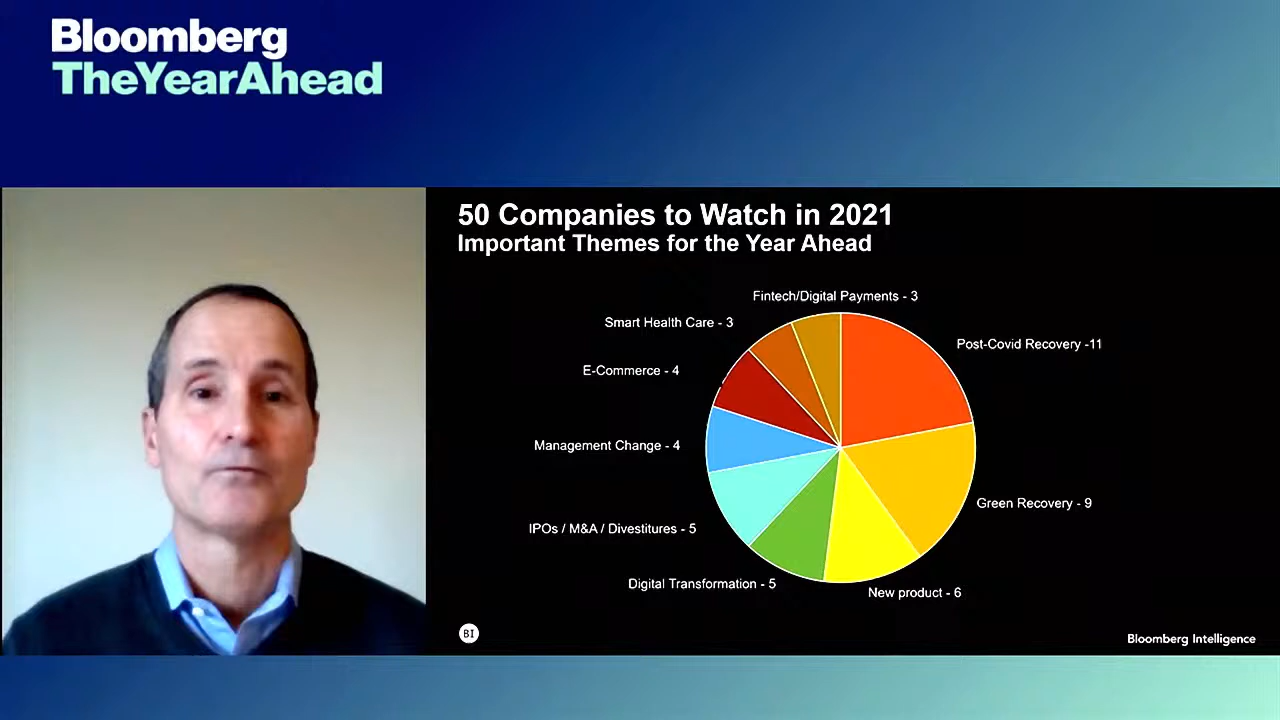 Bloomberg
TheYearAhead
50 Companies to Watch in 2021
Important Themes for the Year Ahead
Fintech/Digital Payments - 3
Smart Health Care - 3
Post-Covid Recovery -11
E-Commerce - 4
Management Change - 4
Green Recovery - 9
IPOs / M&A / Divestitures - 5
Digital Transformation - 5
New product - 6
BI
Bloomberg Intelligence